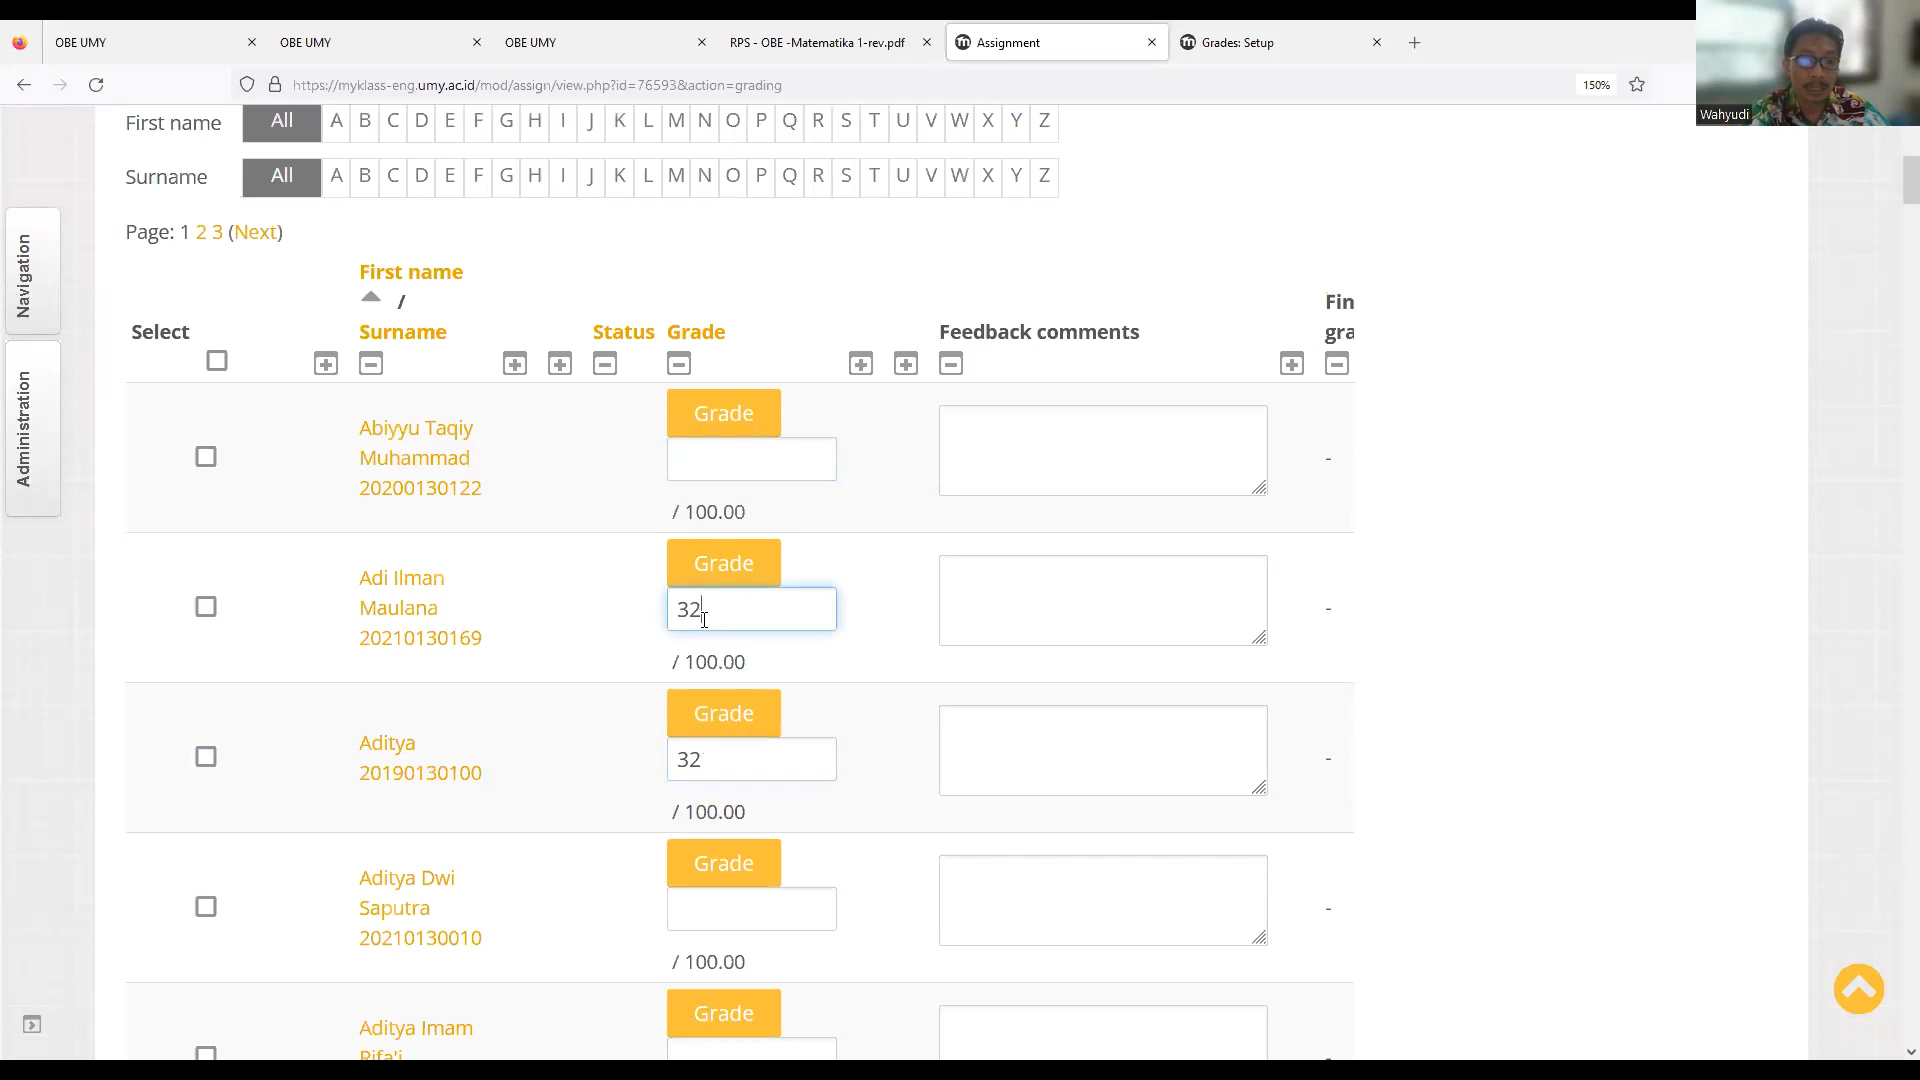 OBE UMY
OBE UMY
OBE UMY
RPS - OBE -Matematika 1-rev.pdf
Assignment
Grades: Setup
https://myklass-eng.umy.ac.id/mod/assign/view.php?id=76593&action=grading
150%
Wahyudi
First name All A B C D E F G H I J K L M N O P Q R S T U V W X Y Z
Surname All A B C D E F G H I J K L M N O P Q R S T U V W X Y Z
Page: 1 2 3 (Next)
Navigation
Administration
Select
First name
/
Surname
Status
Grade
Feedback comments
Fin
gra
Abiyyu Taqiy
Muhammad
20200130122
Grade
/ 100.00
-
Adi Ilman
Maulana
20210130169
Grade
32
/ 100.00
-
Aditya
20190130100
Grade
32
/ 100.00
-
Aditya Dwi
Saputra
20210130010
Grade
/ 100.00
-
Aditya Imam
Rifa'i
Grade